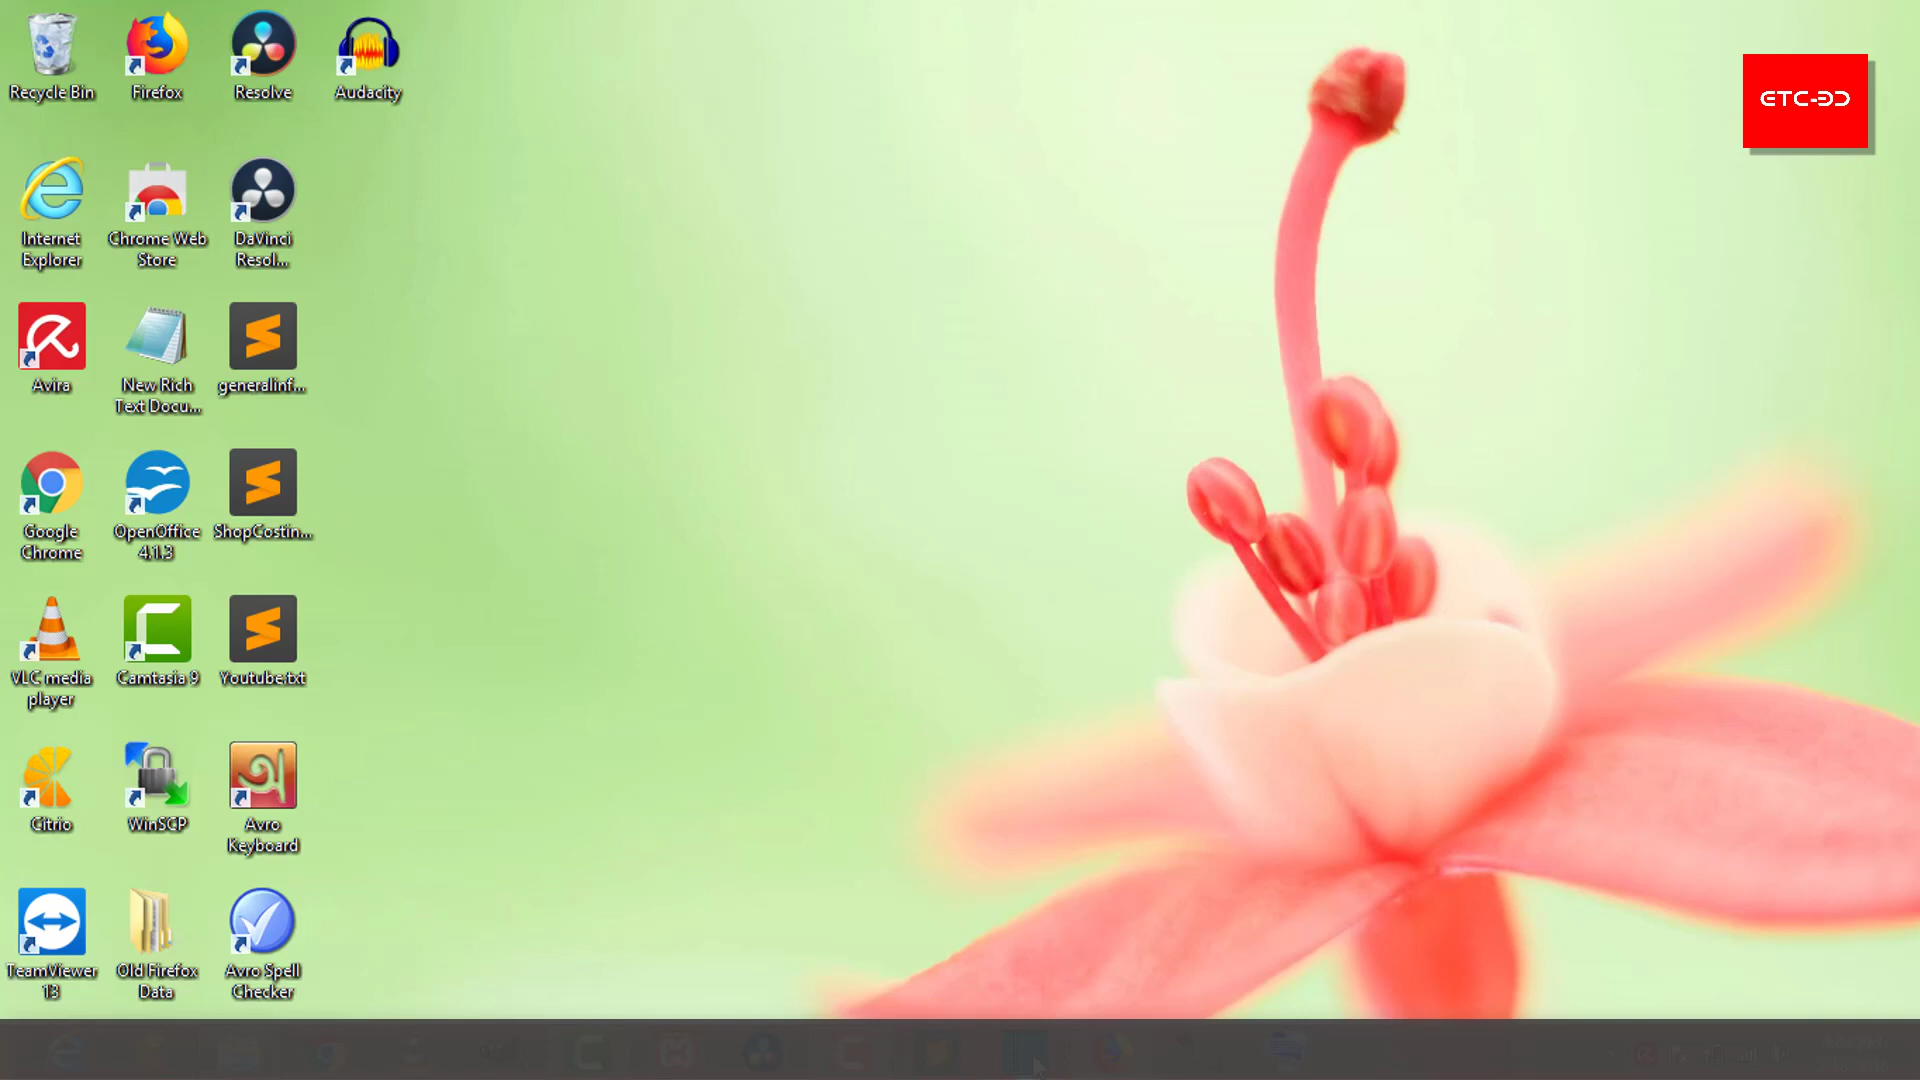 Recycle Bin
Firefox
Resolve
Audacity
ETC-BD
Internet
Explorer
Chrome Web
Store
DaVinci
Resol...
Avira
New Rich
Text Docu...
generalinf...
Google
Chrome
OpenOffice
4.1.3
ShopCostin...
VLC media
player
Camtasia 9
Youtube.txt
Citrio
WinSCP
Avro
Keyboard
TeamViewer
13
Old Firefox
Data
Avro Spell
Checker